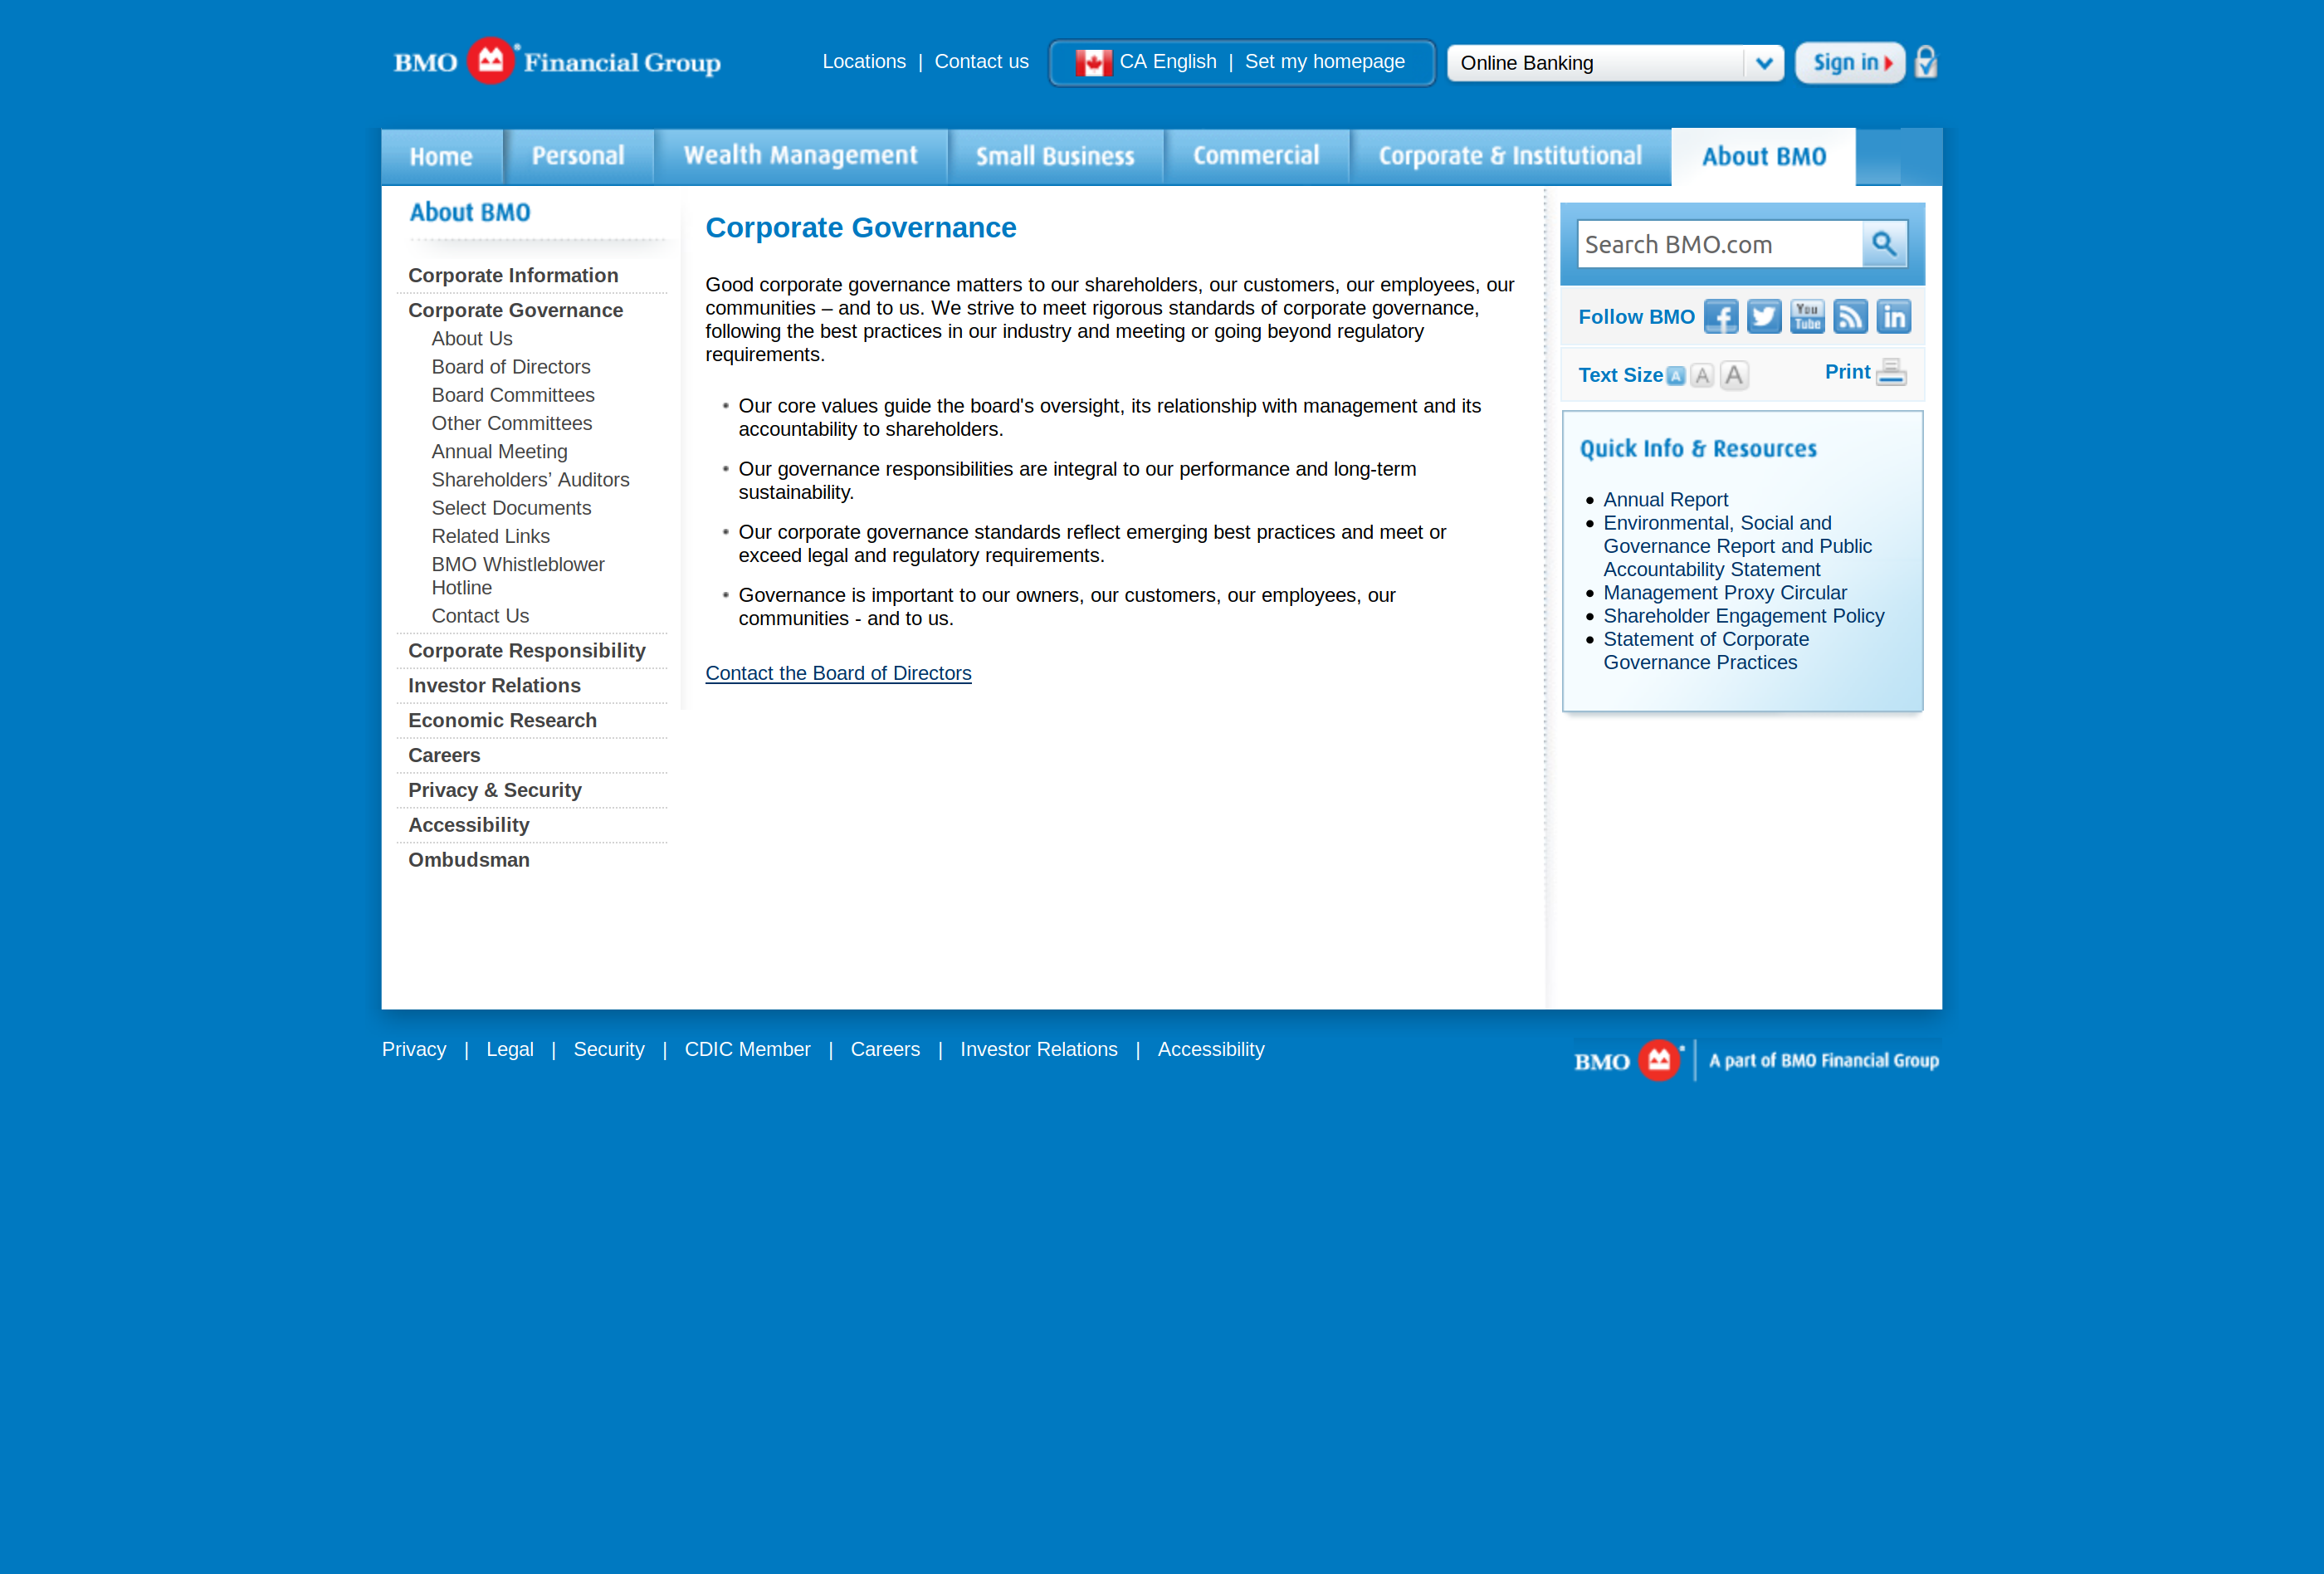 BMO Financial Group
Locations | Contact us
CA English | Set my homepage
Online Banking
Sign in
Home
Personal
Wealth Management
Small Business
Commercial
Corporate & Institutional
About BMO
About BMO
Corporate Information
Corporate Governance
About Us
Board of Directors
Board Committees
Other Committees
Annual Meeting
Shareholders’ Auditors
Select Documents
Related Links
BMO Whistleblower
Hotline
Contact Us
Corporate Responsibility
Investor Relations
Economic Research
Careers
Privacy & Security
Accessibility
Ombudsman
Corporate Governance
Good corporate governance matters to our shareholders, our customers, our employees, our
communities – and to us. We strive to meet rigorous standards of corporate governance,
following the best practices in our industry and meeting or going beyond regulatory
requirements.
Our core values guide the board's oversight, its relationship with management and its
accountability to shareholders.
Our governance responsibilities are integral to our performance and long-term
sustainability.
Our corporate governance standards reflect emerging best practices and meet or
exceed legal and regulatory requirements.
Governance is important to our owners, our customers, our employees, our
communities - and to us.
Contact the Board of Directors
Search BMO.com
Follow BMO
You
Tube
in
Text Size A A A
Print
Quick Info & Resources
Annual Report
Environmental, Social and
Governance Report and Public
Accountability Statement
Management Proxy Circular
Shareholder Engagement Policy
Statement of Corporate
Governance Practices
Privacy | Legal | Security | CDIC Member | Careers | Investor Relations | Accessibility
BMO | A part of BMO Financial Group